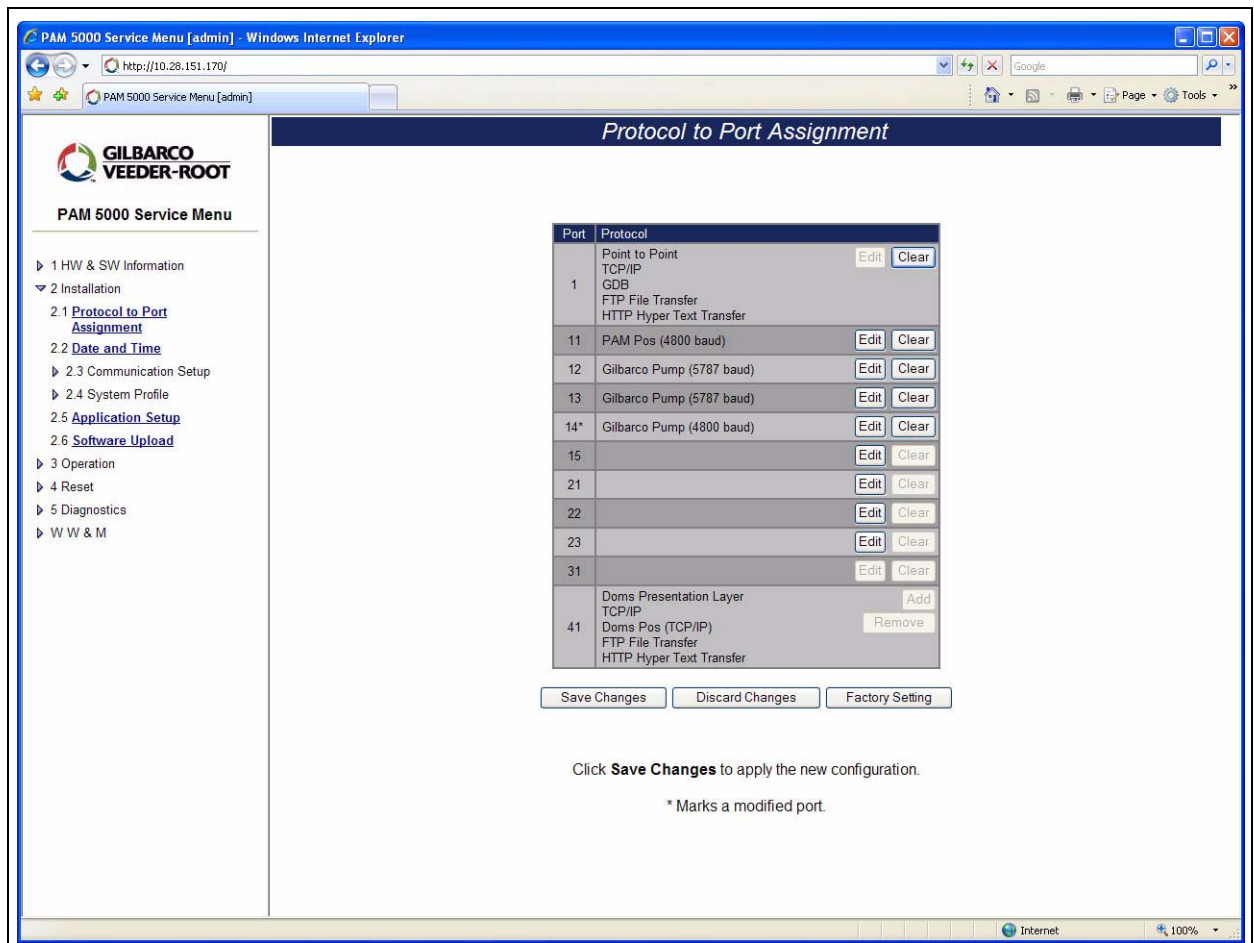 PAM 5000 Service Menu [admin] - Windows Internet Explorer
http://10.28.151.170/
Google
PAM 5000 Service Menu [admin]
Page
Tools
GILBARCO
VEEDER-ROOT
PAM 5000 Service Menu
1 HW & SW Information
2 Installation
2.1 Protocol to Port
Assignment
2.2 Date and Time
2.3 Communication Setup
2.4 System Profile
2.5 Application Setup
2.6 Software Upload
3 Operation
4 Reset
5 Diagnostics
W W & M
Protocol to Port Assignment
Port Protocol
1 Point to Point Edit Clear
TCP/IP
GDB
FTP File Transfer
HTTP Hyper Text Transfer
11 PAM Pos (4800 baud) Edit Clear
12 Gilbarco Pump (5787 baud) Edit Clear
13 Gilbarco Pump (5787 baud) Edit Clear
14* Gilbarco Pump (4800 baud) Edit Clear
15 Edit Clear
21 Edit Clear
22 Edit Clear
23 Edit Clear
31 Edit Clear
41 Doms Presentation Layer Add
TCP/IP Remove
Doms Pos (TCP/IP)
FTP File Transfer
HTTP Hyper Text Transfer
Save Changes Discard Changes Factory Setting
Click Save Changes to apply the new configuration.
* Marks a modified port.
Internet 100%